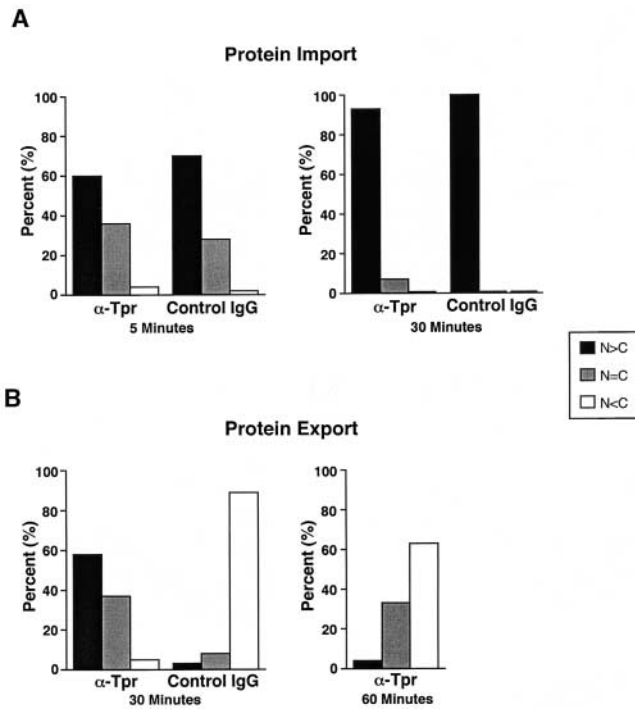 A
Protein Import
100
80
60
40
20
0
Percent (%)
α-Tpr
Control IgG
5 Minutes
100
80
60
40
20
0
Percent (%)
α-Tpr
Control IgG
30 Minutes
N>C
N=C
N<C
B
Protein Export
100
80
60
40
20
0
Percent (%)
α-Tpr
Control IgG
30 Minutes
100
80
60
40
20
0
Percent (%)
α-Tpr
60 Minutes